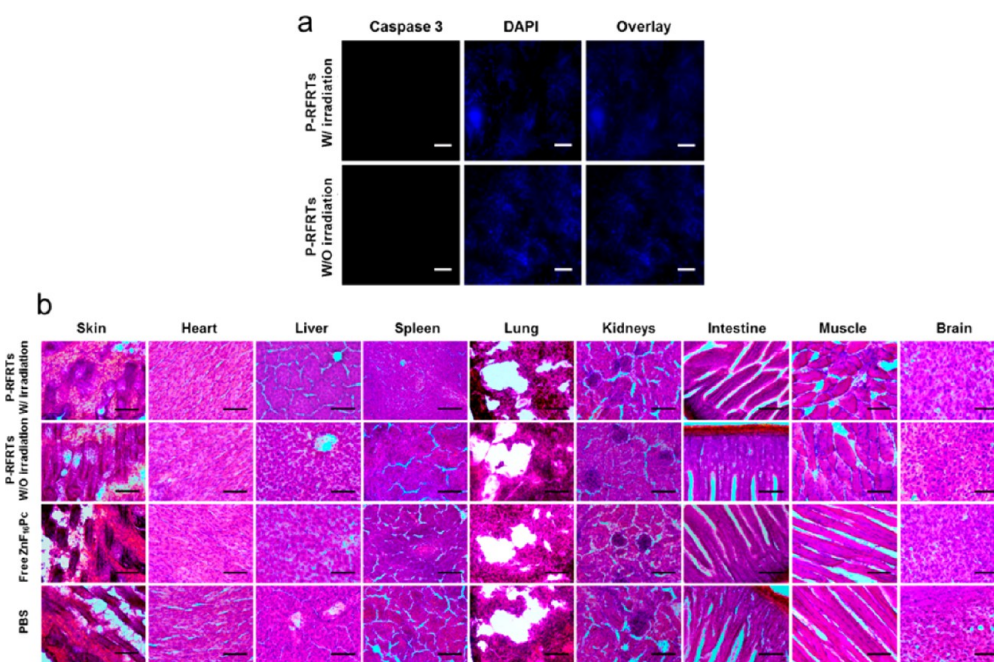 a
Caspase 3 DAPI Overlay
P-RFRTs
W/ irradiation
P-RFRTs
W/O irradiation
b
Skin Heart Liver Spleen Lung Kidneys Intestine Muscle Brain
P-RFRTs
W/ Irradiation
P-RFRTs
W/O Irradiation
Free ZnF₁₆Pc
PBS